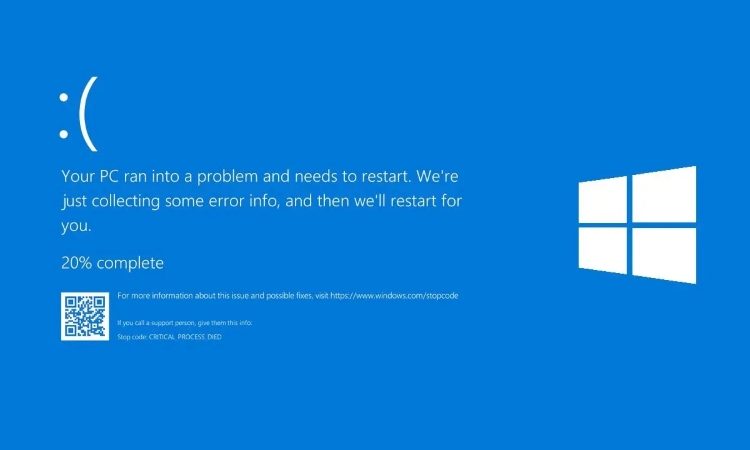 :(
Your PC ran into a problem and needs to restart. We're
just collecting some error info, and then we'll restart for
you.
20% complete
For more information about this issue and possible fixes, visit https://www.windows.com/stopcode
If you call a support person, give them this info:
Stop code: CRITICAL PROCESS DIED